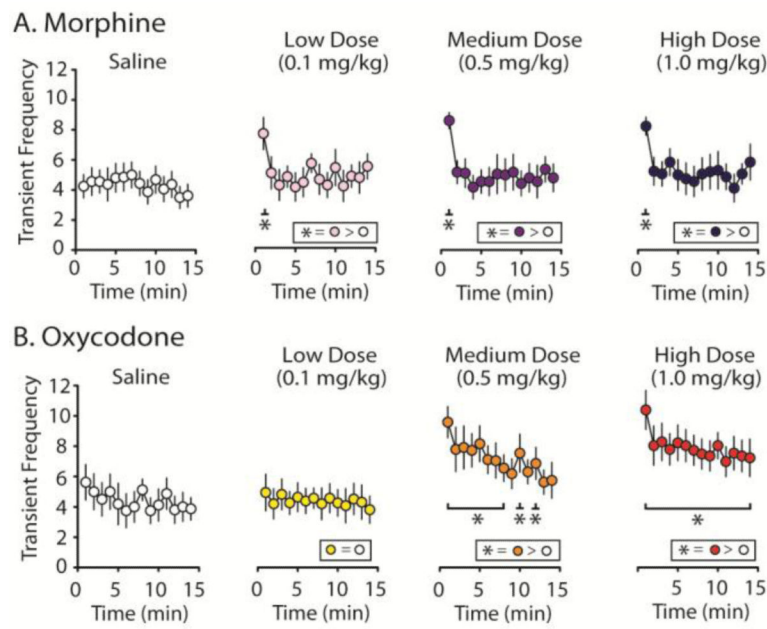 A. Morphine
Saline
Low Dose
(0.1 mg/kg)
Medium Dose
(0.5 mg/kg)
High Dose
(1.0 mg/kg)
Transient Frequency
12
10
8
6
4
2
0
* * *
* = > * = > * = >
0 5 10 15 0 5 10 15 0 5 10 15 0 5 10 15
Time (min) Time (min) Time (min) Time (min)
B. Oxycodone
Saline
Low Dose
(0.1 mg/kg)
Medium Dose
(0.5 mg/kg)
High Dose
(1.0 mg/kg)
Transient Frequency
12
10
8
6
4
2
0
* * * *
= * = > * = >
0 5 10 15 0 5 10 15 0 5 10 15 5 10 15
Time (min) Time (min) Time (min) Time (min)